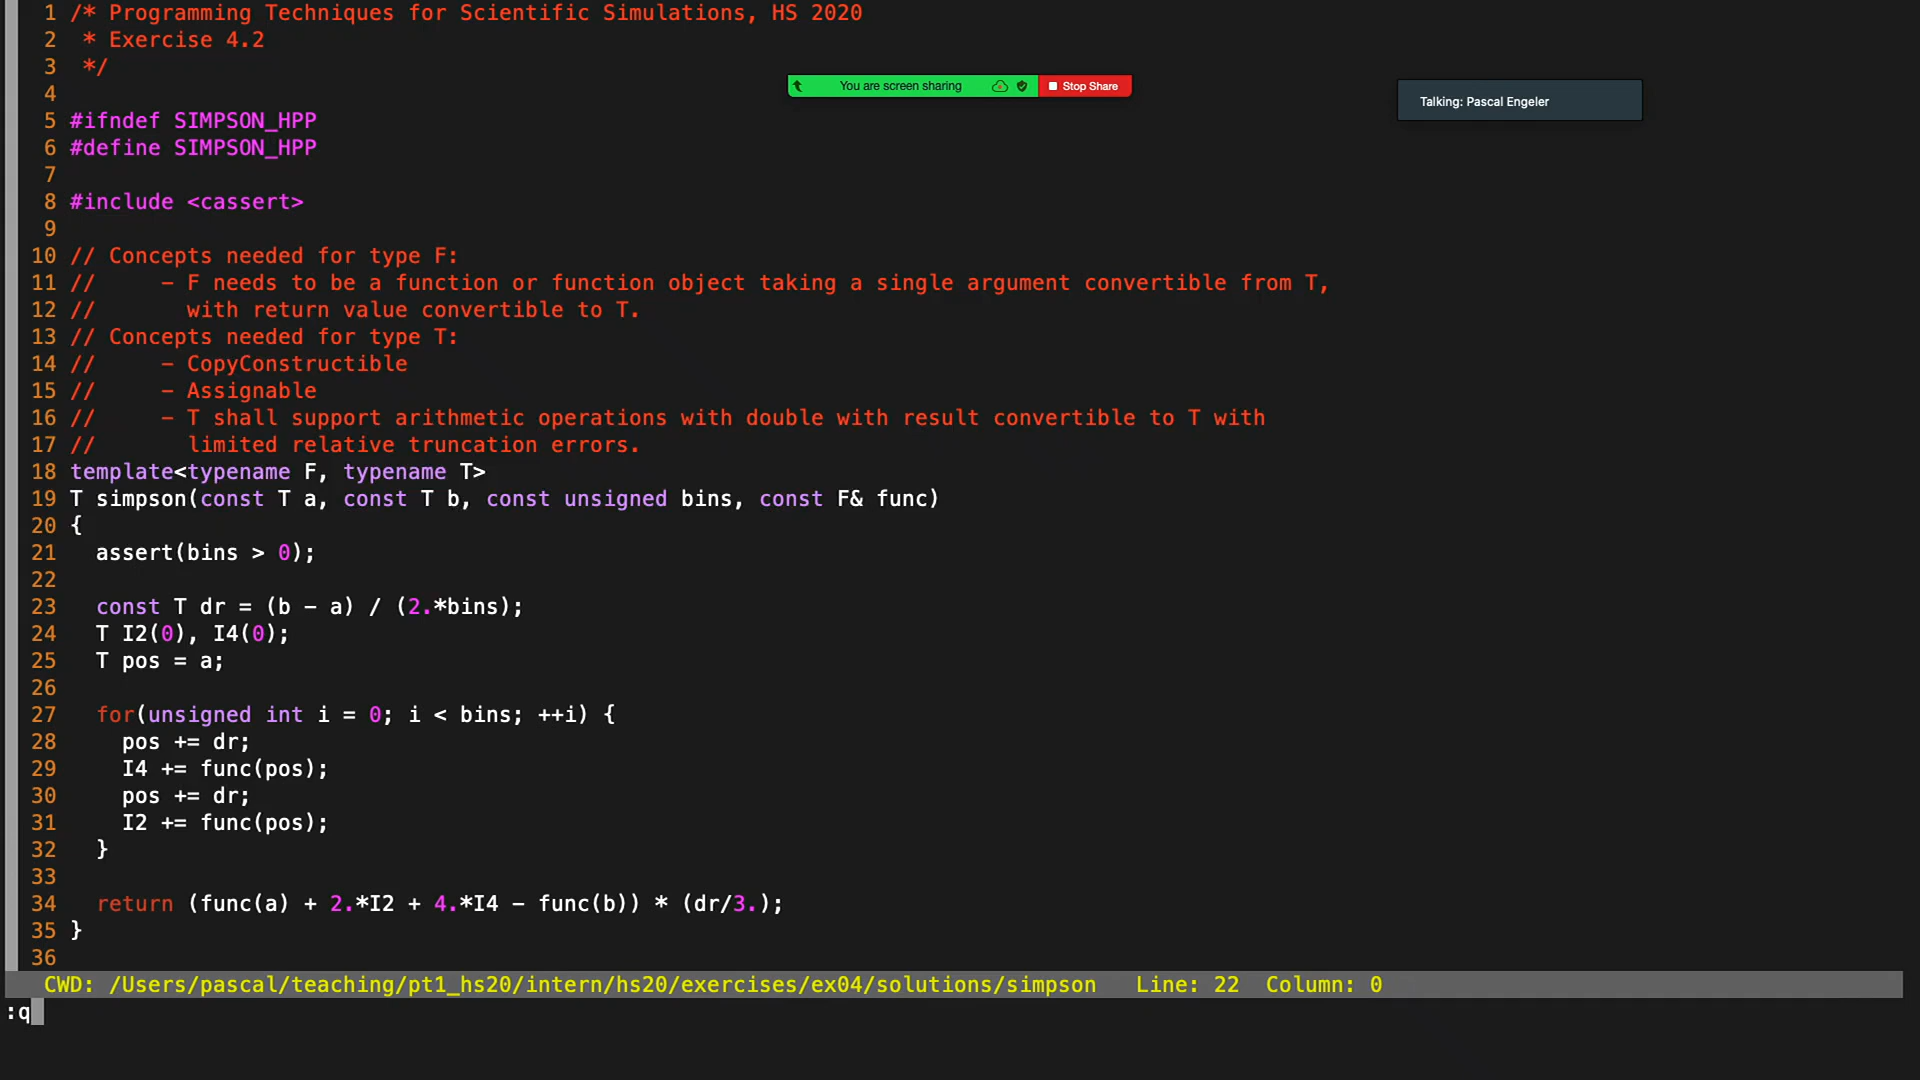 1 /* Programming Techniques for Scientific Simulations, HS 2020
2  * Exercise 4.2
3  */
4
You are screen sharing
Stop Share
Talking: Pascal Engeler
5 #ifndef SIMPSON_HPP
6 #define SIMPSON_HPP
7
8 #include <cassert>
9
10 // Concepts needed for type F:
11 //     - F needs to be a function or function object taking a single argument convertible from T,
12 //       with return value convertible to T.
13 // Concepts needed for type T:
14 //     - CopyConstructible
15 //     - Assignable
16 //     - T shall support arithmetic operations with double with result convertible to T with
17 //       limited relative truncation errors.
18 template<typename F, typename T>
19 T simpson(const T a, const T b, const unsigned bins, const F& func)
20 {
21   assert(bins > 0);
22
23   const T dr = (b - a) / (2.*bins);
24   T I2(0), I4(0);
25   T pos = a;
26
27   for(unsigned int i = 0; i < bins; ++i) {
28     pos += dr;
29     I4 += func(pos);
30     pos += dr;
31     I2 += func(pos);
32   }
33
34   return (func(a) + 2.*I2 + 4.*I4 - func(b)) * (dr/3.);
35 }
36
CWD: /Users/pascal/teaching/pt1_hs20/intern/hs20/exercises/ex04/solutions/simpson   Line: 22  Column: 0
:q